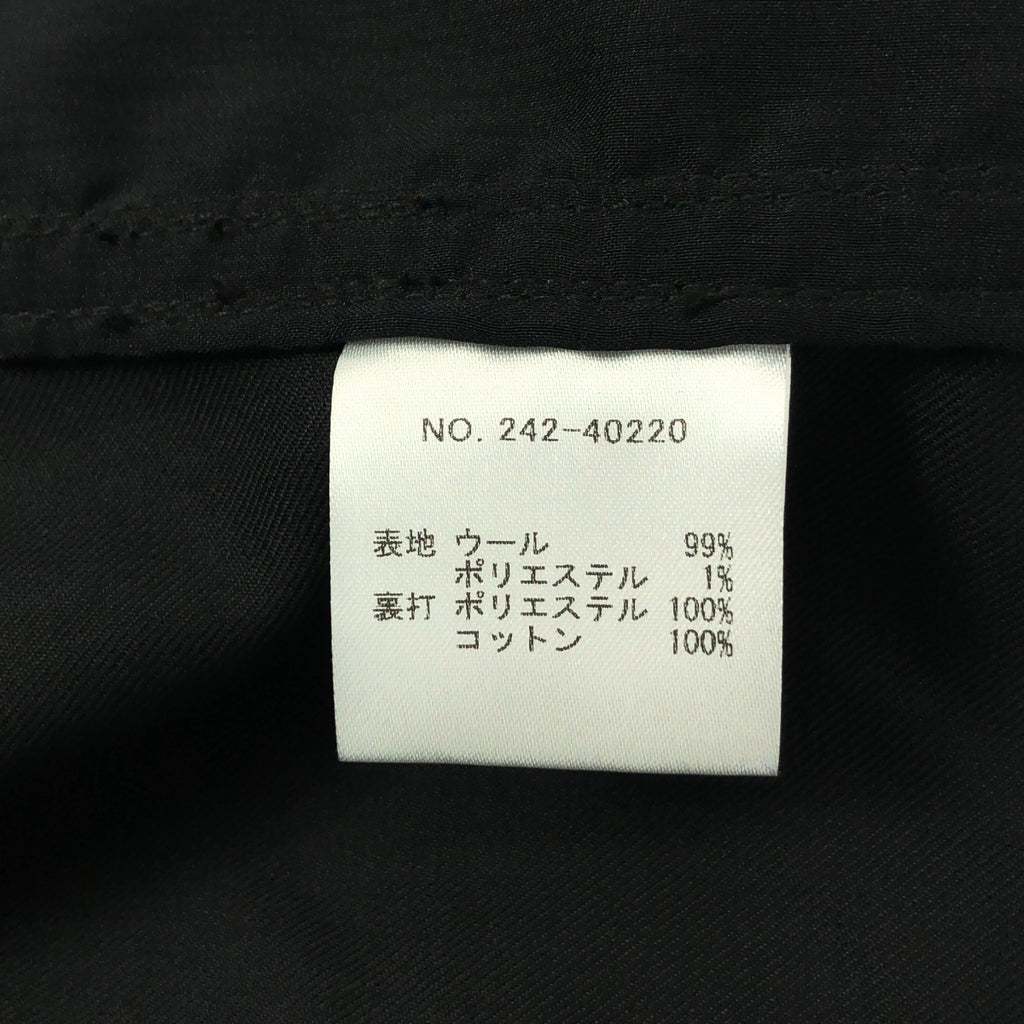 NO. 242-40220
表地 ウール 99%
ポリエステル 1%
裏打 ポリエステル 100%
コットン 100%